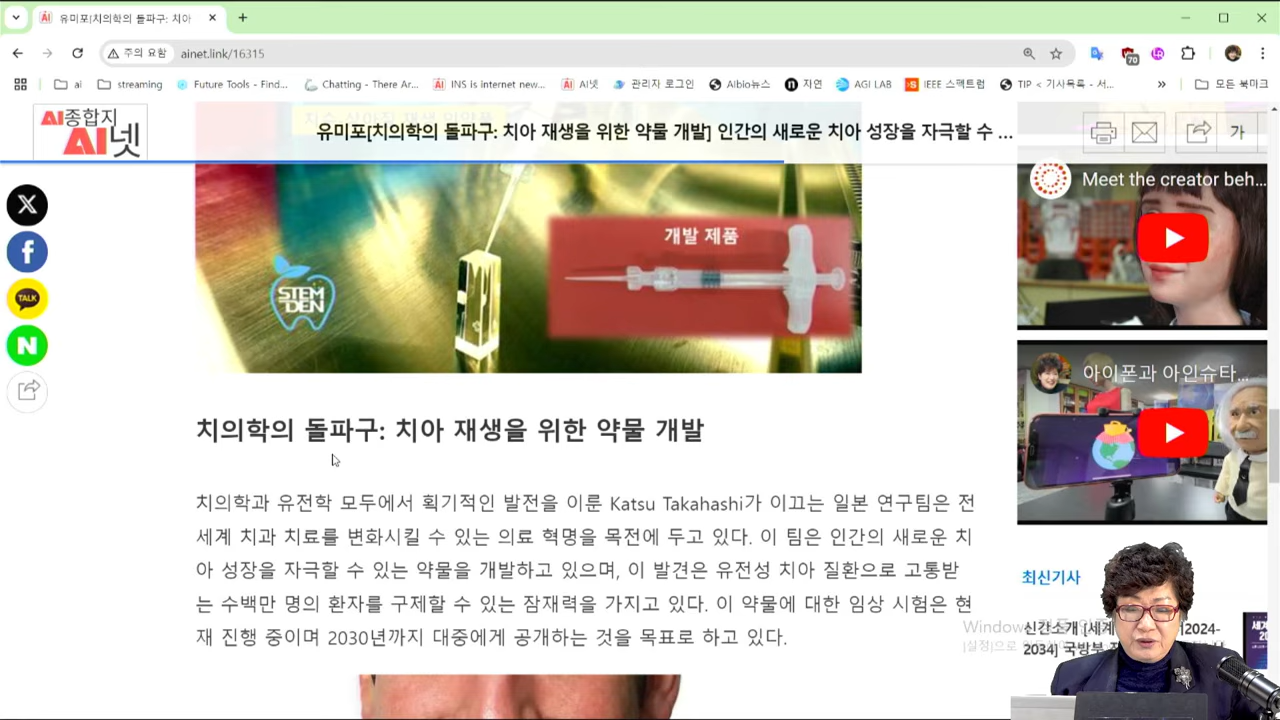 유미포[치의학의 돌파구: 치아
주의 요함
ainet.link/16315
70
ai
streaming
Future Tools - Find...
Chatting - There Ar...
INS is internet new...
AI넷
관리자 로그인
Aibio뉴스
자연
AGI LAB
IEEE 스펙트럼
TIP < 기사목록 - 서...
모든 북마크
AI종합지
AI넷
유미포[치의학의 돌파구: 치아 재생을 위한 약물 개발] 인간의 새로운 치아 성장을 자극할 수 ...
가
TALK
N
STEM
DEN
개발 제품
Meet the creator beh...
아이폰과 아인슈타...
치의학의 돌파구: 치아 재생을 위한 약물 개발
치의학과 유전학 모두에서 획기적인 발전을 이룬 Katsu Takahashi가 이끄는 일본 연구팀은 전
세계 치과 치료를 변화시킬 수 있는 의료 혁명을 목전에 두고 있다. 이 팀은 인간의 새로운 치
아 성장을 자극할 수 있는 약물을 개발하고 있으며, 이 발견은 유전성 치아 질환으로 고통받
는 수백만 명의 환자를 구제할 수 있는 잠재력을 가지고 있다. 이 약물에 대한 임상 시험은 현
재 진행 중이며 2030년까지 대중에게 공개하는 것을 목표로 하고 있다.
최신기사
신간소개 [세계
2024-
2034] 국방부
Windows
[설정]으로